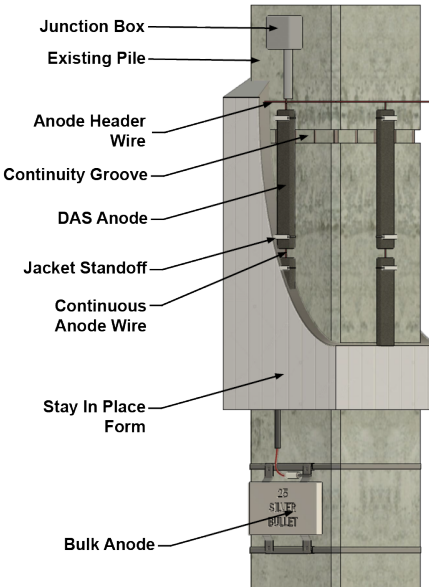 Junction Box
Existing Pile
Anode Header
Wire
Continuity Groove
DAS Anode
Jacket Standoff
Continuous
Anode Wire
Stay In Place
Form
25
SILVER
BULLET
Bulk Anode